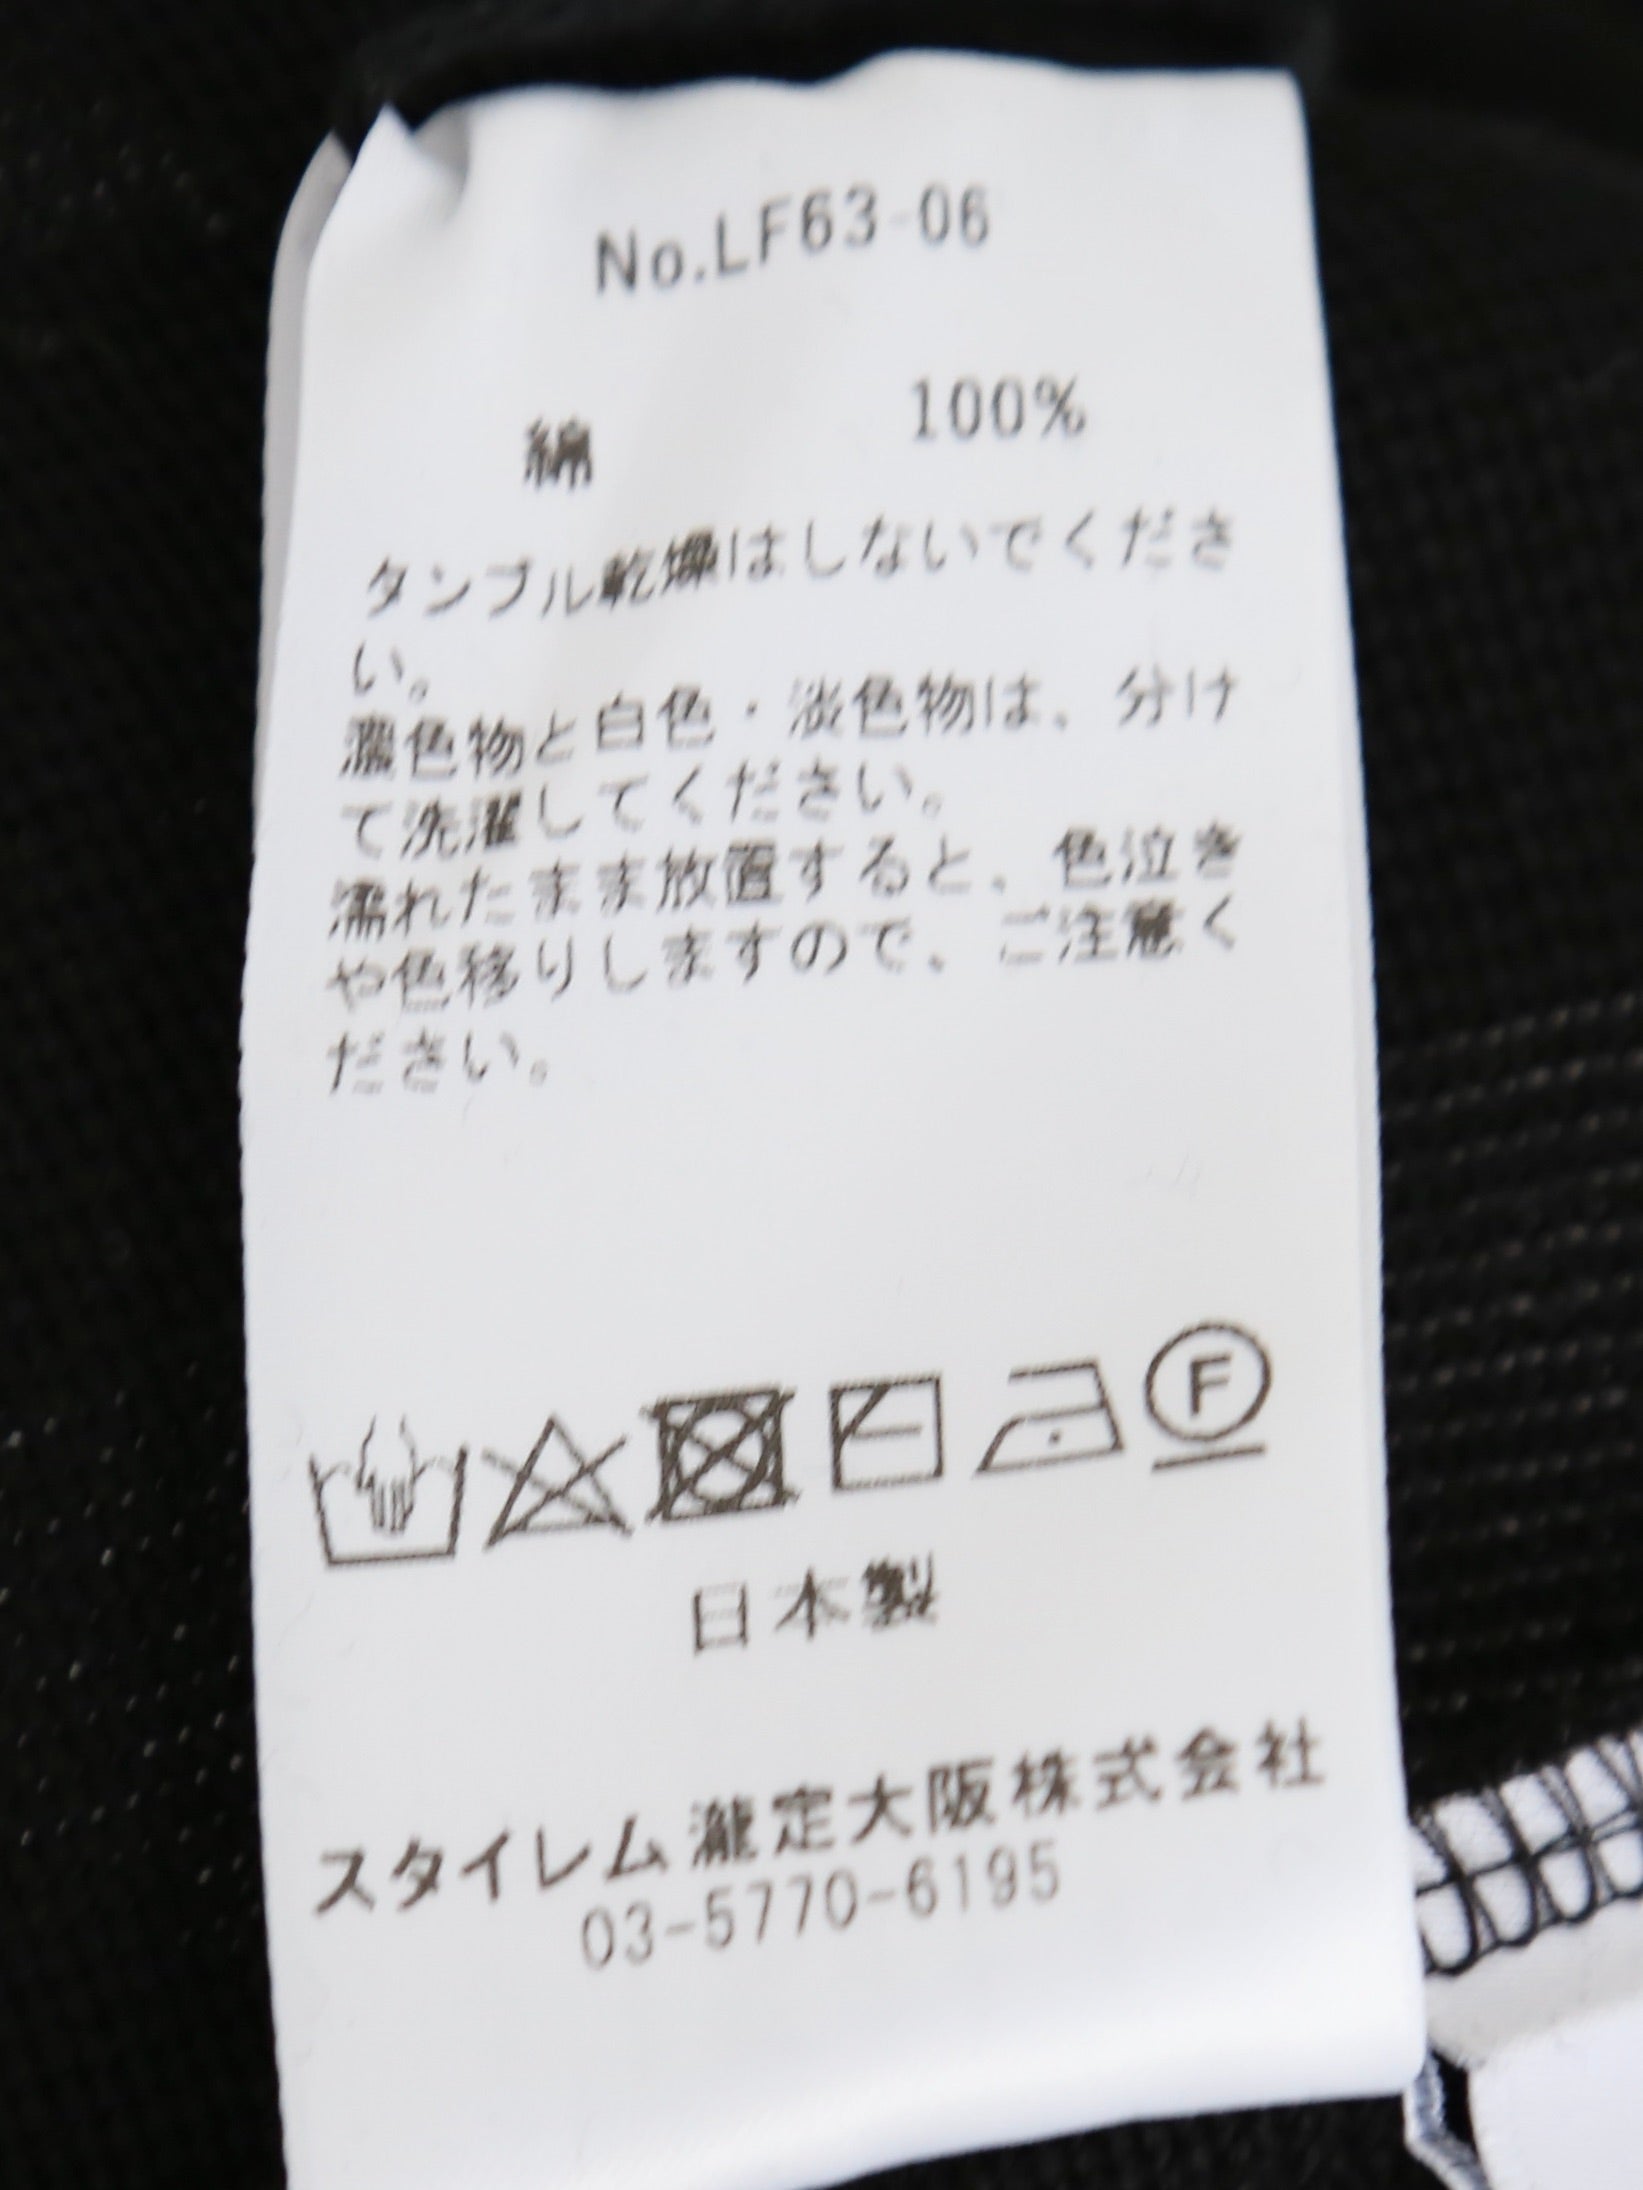 No.LF63-06
綿 100%
タンブル乾燥はしないでくださ
い。
濃色物と白色・淡色物は、分け
て洗濯してください。
濡れたまま放置すると、色泣き
や色移りしますので、ご注意く
ださい。
F
日本製
スタイレム瀧定大阪株式会社
03-5770-6195